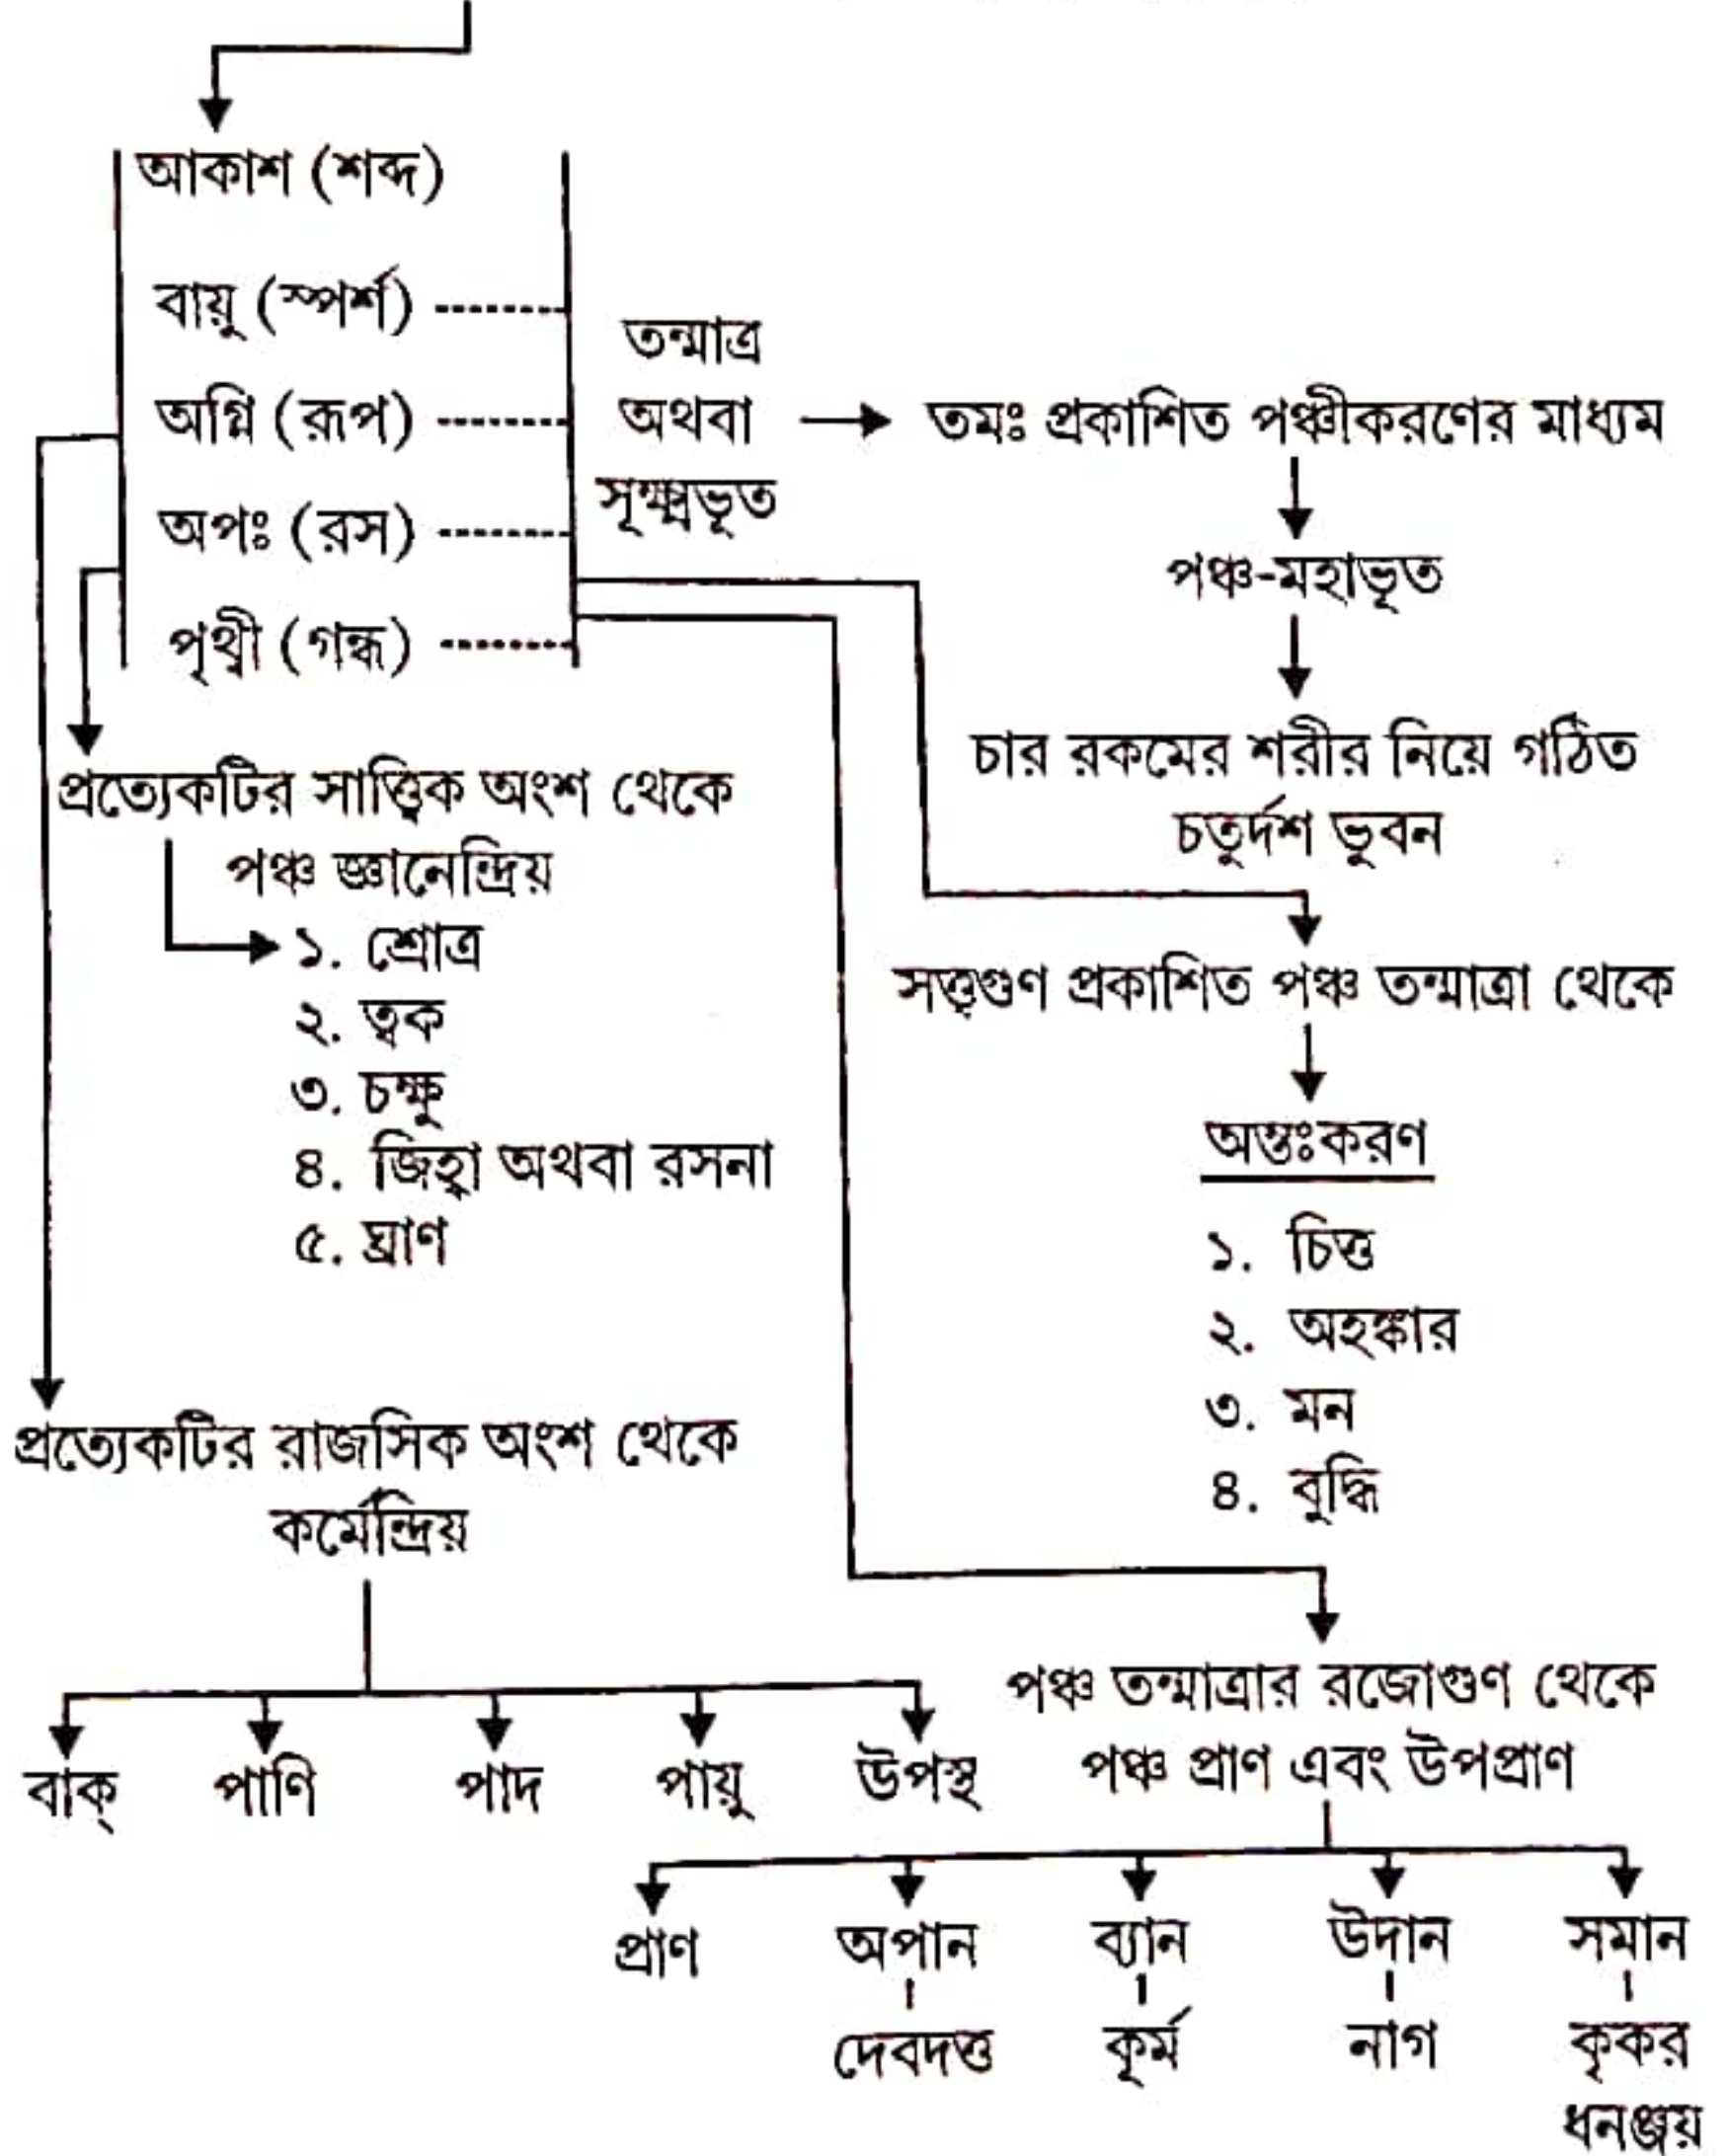 আকাশ (শব্দ)
বায়ু (স্পর্শ)
অগ্নি (রূপ)
অপঃ (রস)
পৃথ্বী (গন্ধ)
তন্মাত্র
অথবা
সূক্ষ্মভূত
তমঃ প্রকাশিত পঞ্চীকরণের মাধ্যম
পঞ্চ-মহাভূত
চার রকমের শরীর নিয়ে গঠিত
চতুর্দশ ভুবন
প্রত্যেকটির সাত্ত্বিক অংশ থেকে
পঞ্চ জ্ঞানেন্দ্রিয়
১. শ্রোত্র
২. ত্বক
৩. চক্ষু
৪. জিহ্বা অথবা রসনা
৫. ঘ্রাণ
সত্ত্বগুণ প্রকাশিত পঞ্চ তন্মাত্রা থেকে
অন্তঃকরণ
১. চিত্ত
২. অহঙ্কার
৩. মন
৪. বুদ্ধি
প্রত্যেকটির রাজসিক অংশ থেকে
কর্মেন্দ্রিয়
বাক্ পাণি পাদ পায়ু উপস্থ
পঞ্চ তন্মাত্রার রজোগুণ থেকে
পঞ্চ প্রাণ এবং উপপ্রাণ
প্রাণ অপান ব্যান উদান সমান
দেবদত্ত কূর্ম নাগ কৃকর
ধনঞ্জয়